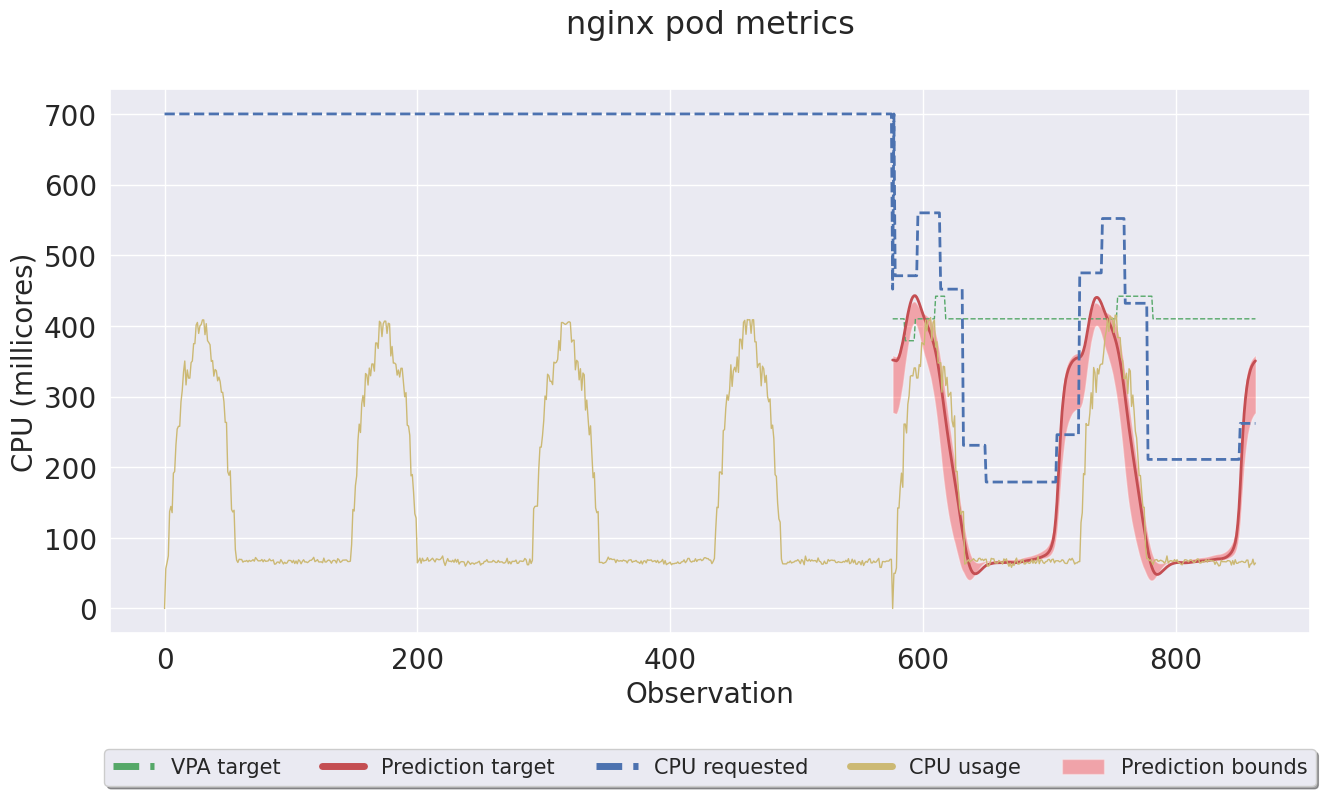 nginx pod metrics
700
600
500
400
300
200
100
0
CPU (millicores)
0 200 400 600 800
Observation
VPA target Prediction target CPU requested CPU usage Prediction bounds